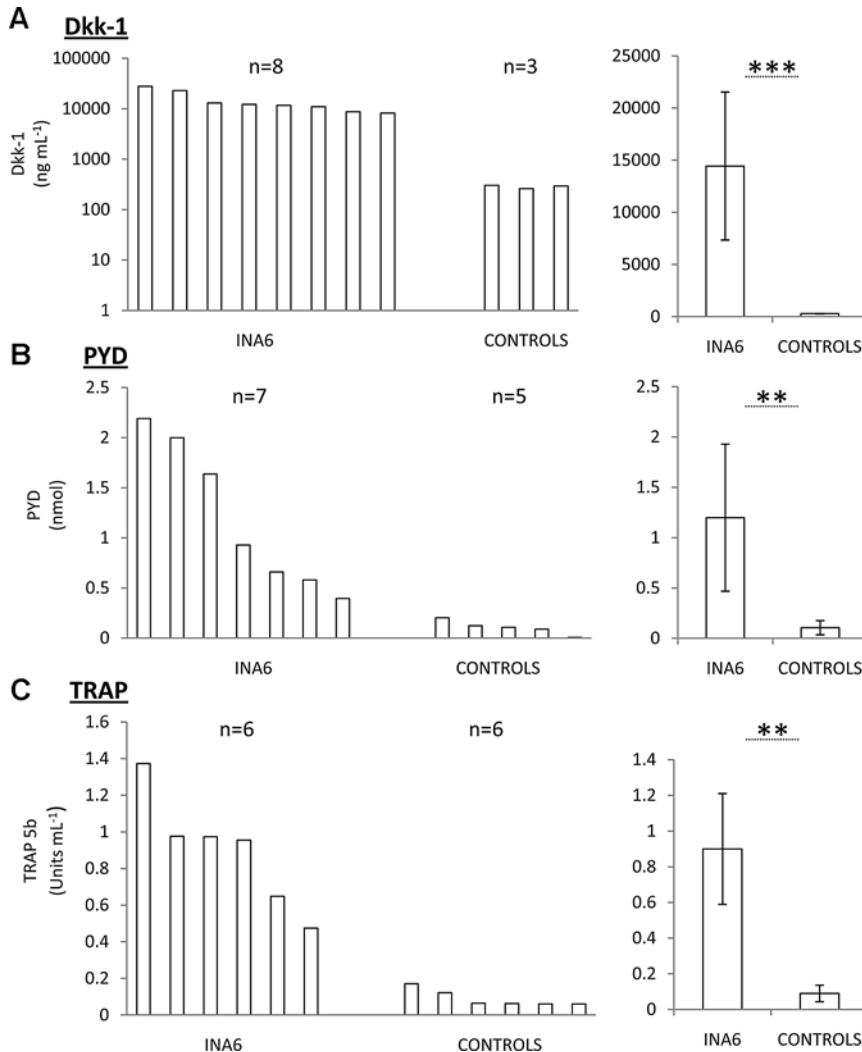 A Dkk-1
Dkk-1
(ng mL⁻¹)
100000
10000
1000
100
10
1
n=8
n=3
INA6
CONTROLS
25000
20000
15000
10000
5000
0
***
INA6
CONTROLS
B PYD
PYD
(nmol)
2.5
2
1.5
1
0.5
0
n=7
n=5
INA6
CONTROLS
2.5
2
1.5
1
0.5
0
**
INA6
CONTROLS
C TRAP
TRAP 5b
(Units mL⁻¹)
1.6
1.4
1.2
1
0.8
0.6
0.4
0.2
0
n=6
n=6
INA6
CONTROLS
1.4
1.2
1
0.8
0.6
0.4
0.2
0
**
INA6
CONTROLS